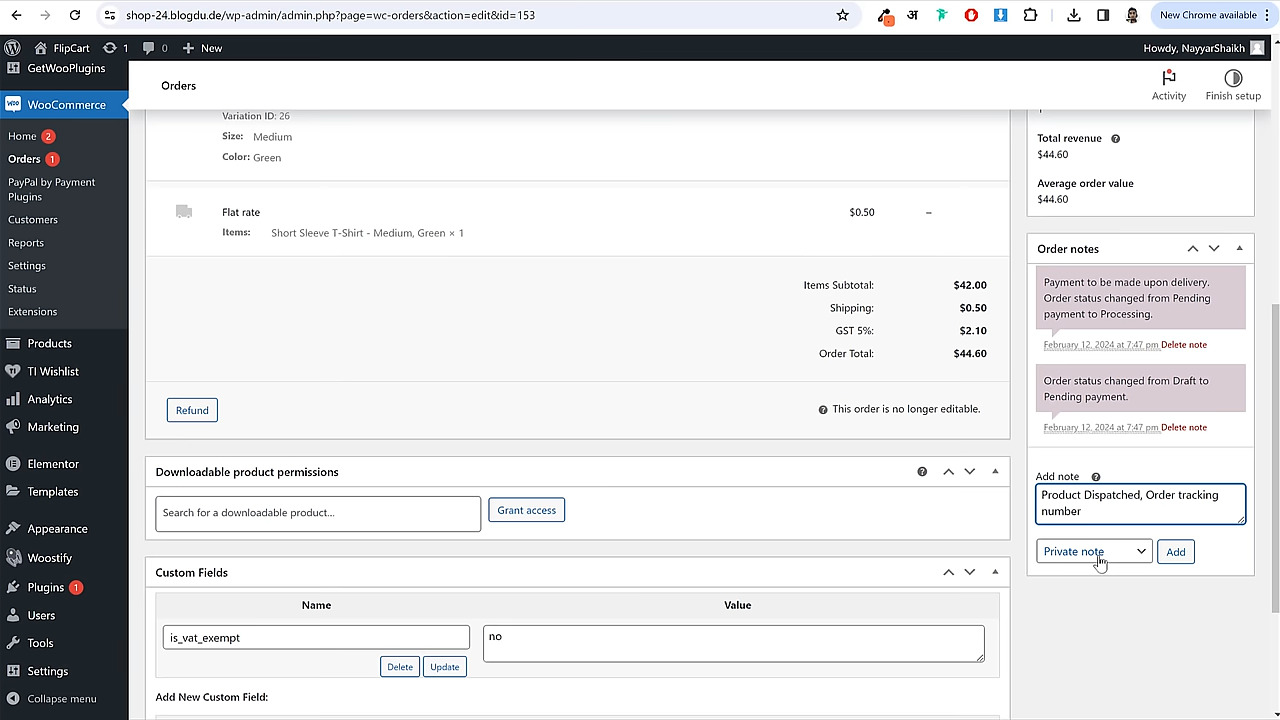 shop-24.blogdu.de/wp-admin/admin.php?page=wc-orders&action=edit&id=153
New Chrome available
FlipCart
1
0
New
Howdy, NayyarShaikh
GetWooPlugins
WooCommerce
Home 2
Orders 1
PayPal by Payment
Plugins
Customers
Reports
Settings
Status
Extensions
Products
TI Wishlist
Analytics
Marketing
Elementor
Templates
Appearance
Woostify
Plugins 1
Users
Tools
Settings
Collapse menu
Orders
Activity
Finish setup
Variation ID: 26
Size: Medium
Color: Green
Flat rate
$0.50
–
Items: Short Sleeve T-Shirt - Medium, Green × 1
Items Subtotal: $42.00
Shipping: $0.50
GST 5%: $2.10
Order Total: $44.60
Refund
This order is no longer editable.
Downloadable product permissions
Search for a downloadable product...
Grant access
Custom Fields
Name
Value
is_vat_exempt
no
Delete
Update
Add New Custom Field:
Total revenue
$44.60
Average order value
$44.60
Order notes
Payment to be made upon delivery.
Order status changed from Pending
payment to Processing.
February 12, 2024 at 7:47 pm Delete note
Order status changed from Draft to
Pending payment.
February 12, 2024 at 7:47 pm Delete note
Add note
Product Dispatched, Order tracking
number
Private note
Add